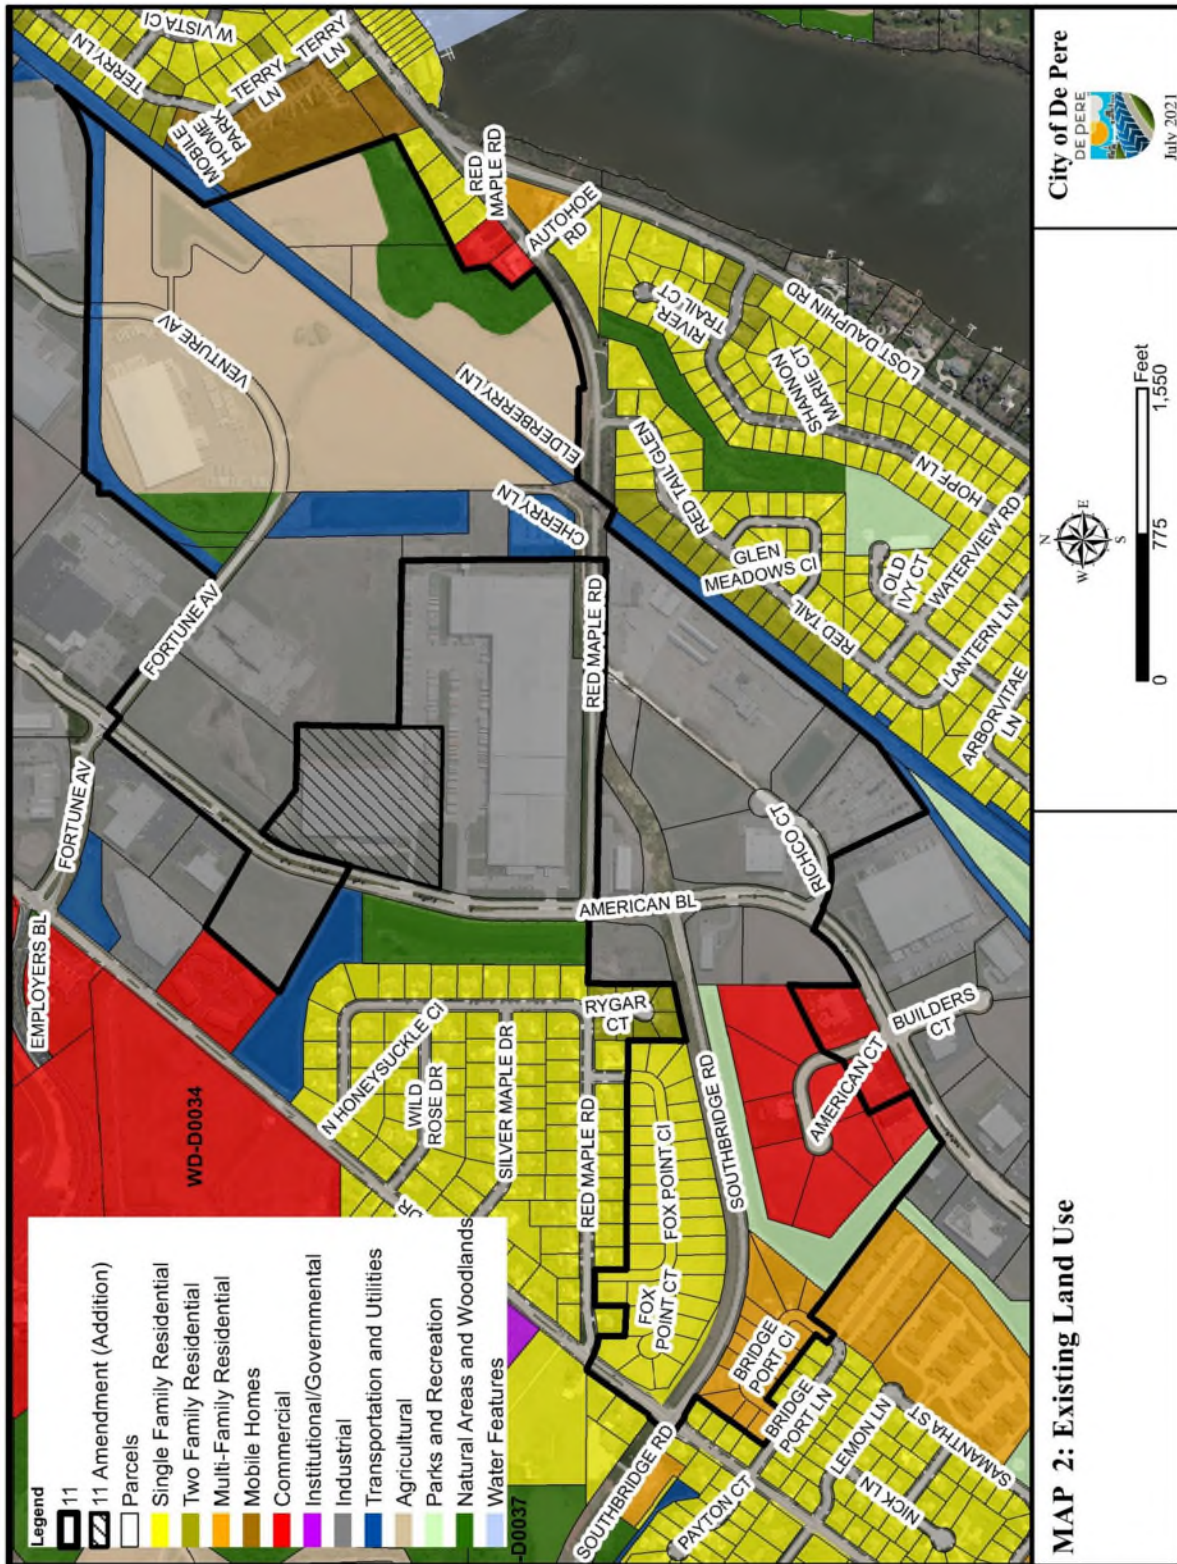 Legend
11
11 Amendment (Addition)
Parcels
Single Family Residential
Two Family Residential
Multi-Family Residential
Mobile Homes
Commercial
Institutional/Governmental
Industrial
Transportation and Utilities
Agricultural
Parks and Recreation
Natural Areas and Woodlands
Water Features
-D0037
WD-D0034
EMPLOYERS BL
FORTUNE AV
FORTUNE AV
VENTURE AV
TERRY LN
W VISTA CI
MOBILE
HOME
PARK
TERRY
LN
TERRY
LN
N HONEYSUCKLE CI
WILD
ROSE DR
SILVER MAPLE DR
DR
RED MAPLE RD
RYGAR
CT
AMERICAN BL
RED MAPLE RD
CHERRY LN
ELDERBERRY LN
RED
MAPLE RD
AUTOHOE
RD
FOX
POINT CT
FOX POINT CI
SOUTHBRIDGE RD
SOUTHBRIDGE RD
RICHCO CT
RED TAIL GLEN
RIVER
TRAIL CT
SHANNON
MARIE CT
LOST DAUPHIN RD
GLEN
MEADOWS CI
RED TAIL
OLD
IVY CT
HOPF LN
WATERVIEW RD
LANTERN LN
ARBORVITAE
LN
AMERICAN CT
BUILDERS
CT
BRIDGE
PORT CI
BRIDGE
PORT LN
PAYTON CT
LEMON LN
NICK LN
SAMANTHA ST
MAP 2: Existing Land Use
N
W
E
S
0
775
1,550
Feet
City of De Pere
DE PERE
July 2021